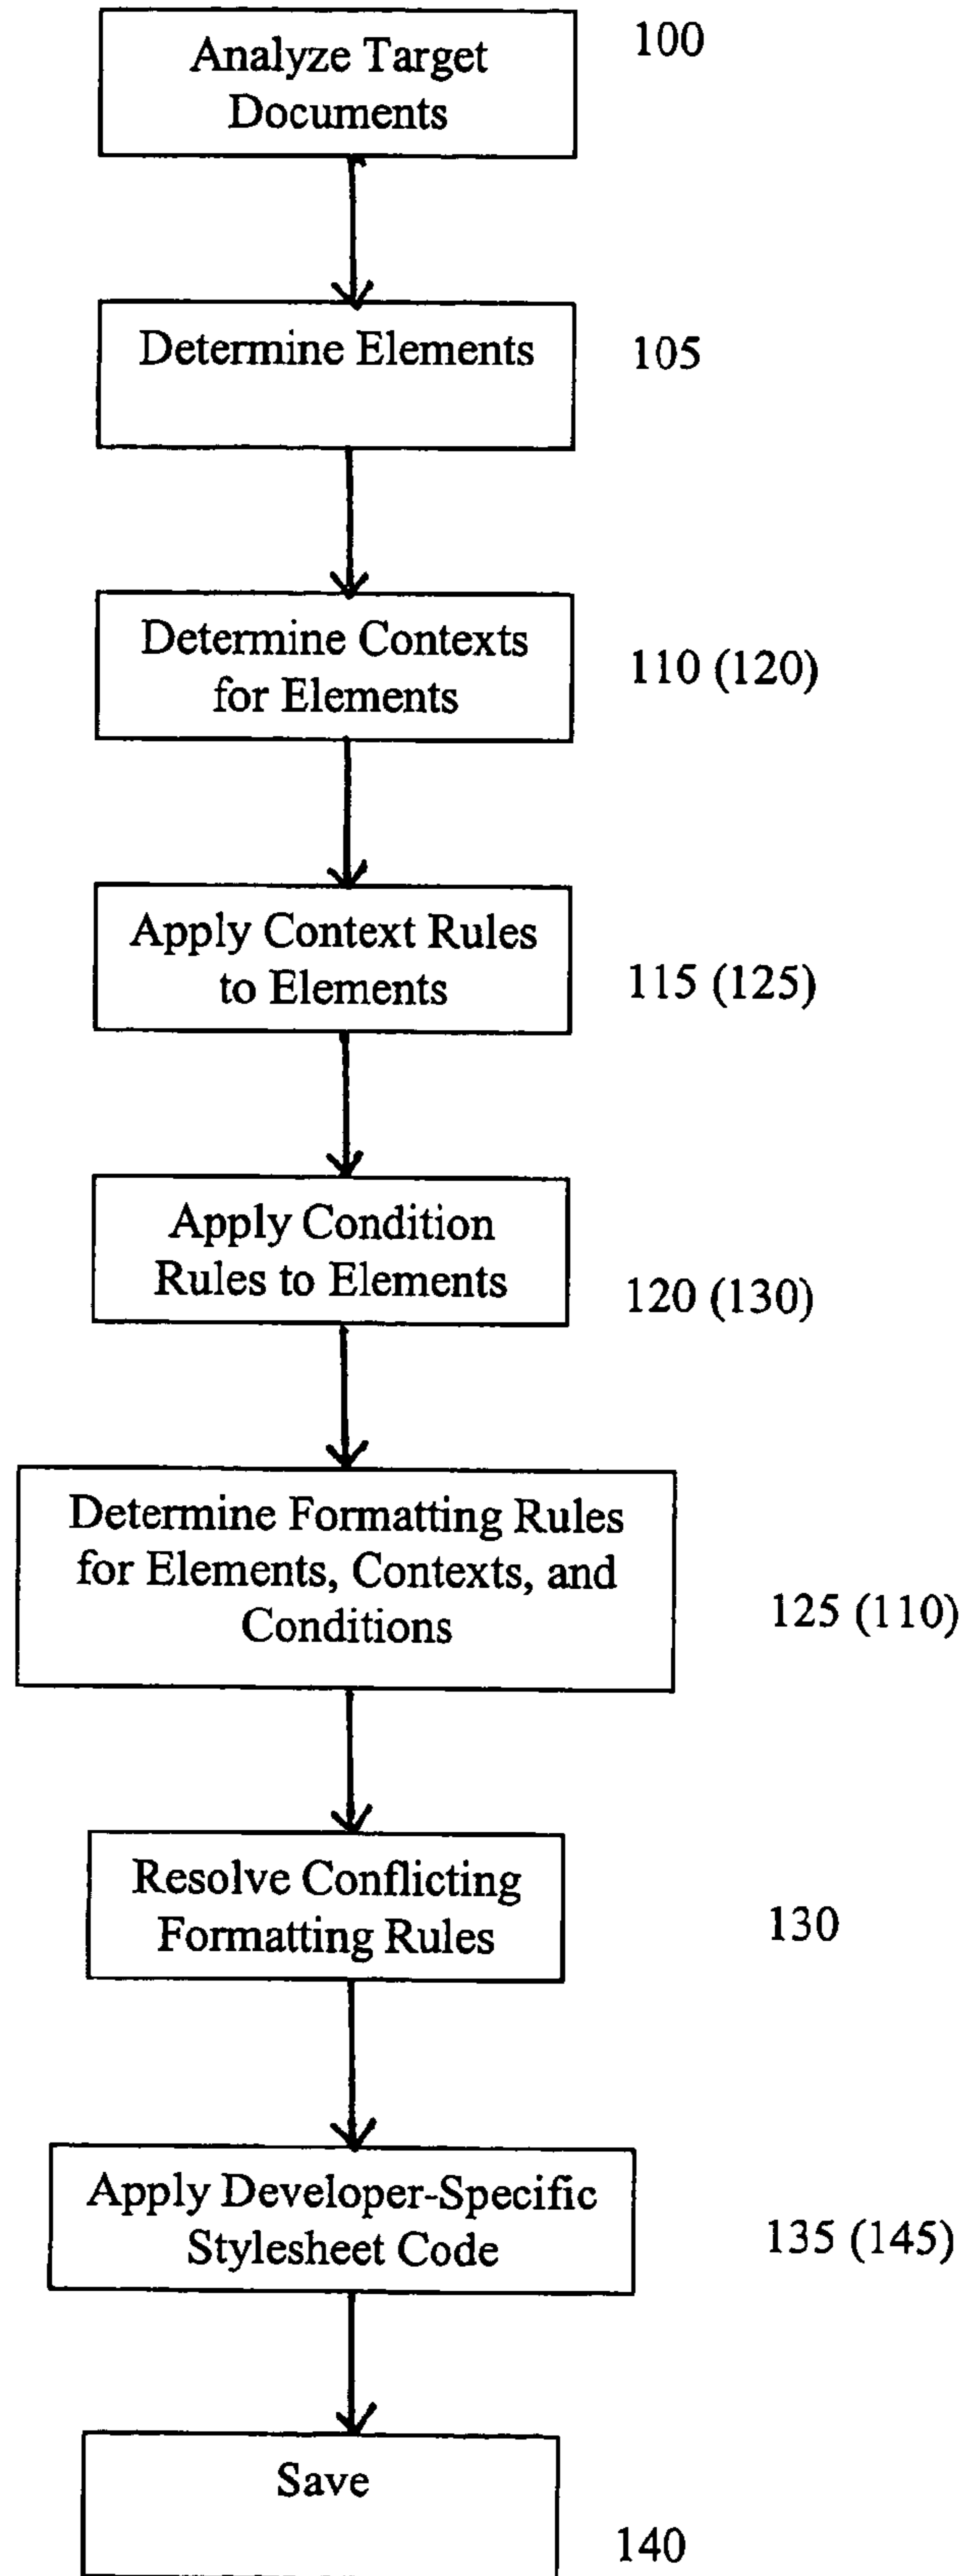 Analyze Target
Documents
100
Determine Elements
105
Determine Contexts
for Elements
110 (120)
Apply Context Rules
to Elements
115 (125)
Apply Condition
Rules to Elements
120 (130)
Determine Formatting Rules
for Elements, Contexts, and
Conditions
125 (110)
Resolve Conflicting
Formatting Rules
130
Apply Developer-Specific
Stylesheet Code
135 (145)
Save
140